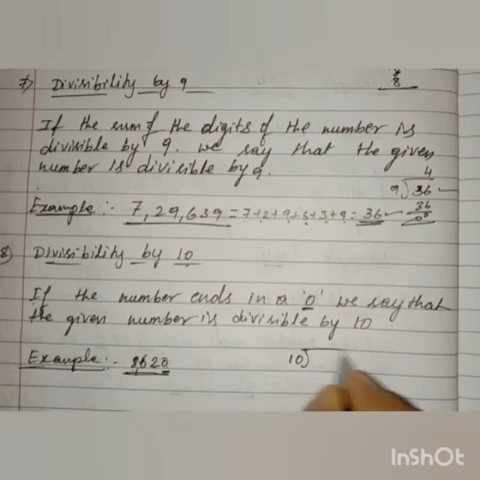 8
7) Divisibility by 9
If the sum of the digits of the number is
divisible by 9. we say that the given
number is divisible by 9.
4
9) 36
36
Example:- 7,29,639 = 7+2+9+6+3+9 = 36
8) Divisibility by 10
If the number ends in a '0' we say that
the given number is divisible by 10
Example:- 8,620
10)
InShOt